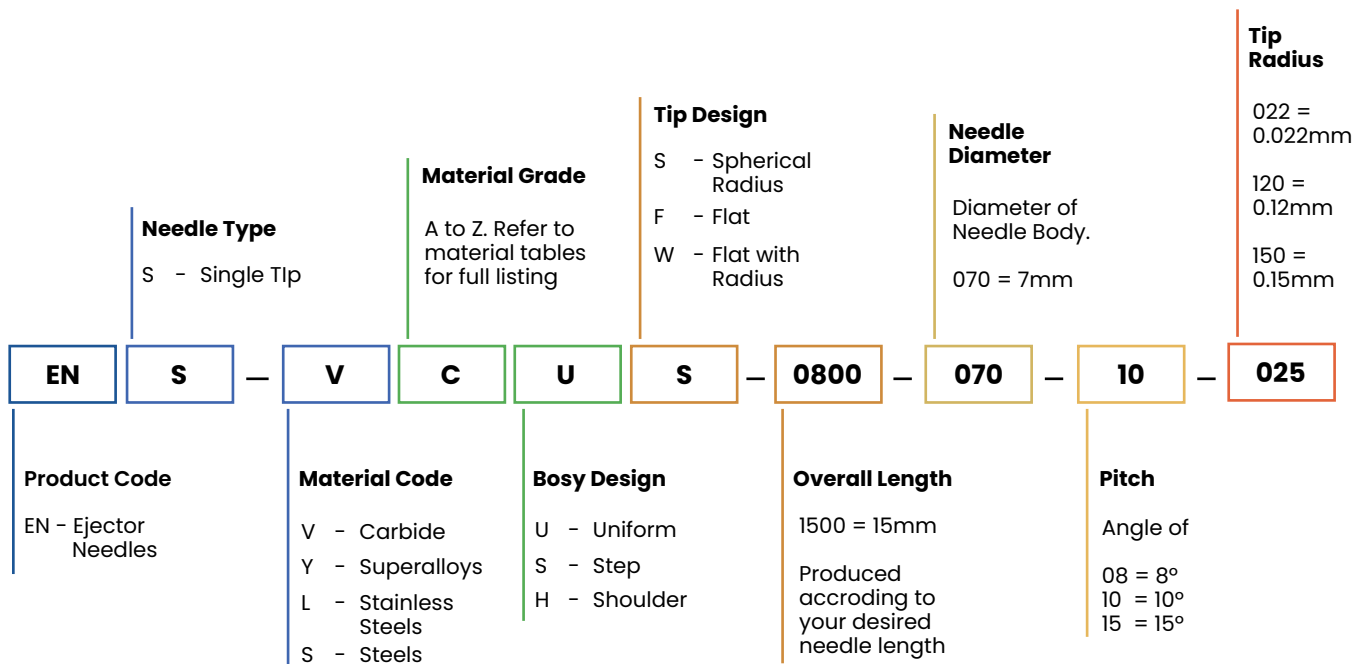 Tip
Radius
022 =
0.022mm
120 =
0.12mm
150 =
0.15mm
Tip Design
S - Spherical
Radius
F - Flat
W - Flat with
Radius
Needle
Diameter
Diameter of
Needle Body.
070 = 7mm
Material Grade
A to Z. Refer to
material tables
for full listing
Needle Type
S - Single TIp
EN S – V C U S – 0800 – 070 – 10 – 025
Product Code
EN - Ejector
Needles
Material Code
V - Carbide
Y - Superalloys
L - Stainless
Steels
S - Steels
Bosy Design
U - Uniform
S - Step
H - Shoulder
Overall Length
1500 = 15mm
Produced
accroding to
your desired
needle length
Pitch
Angle of
08 = 8º
10 = 10º
15 = 15º